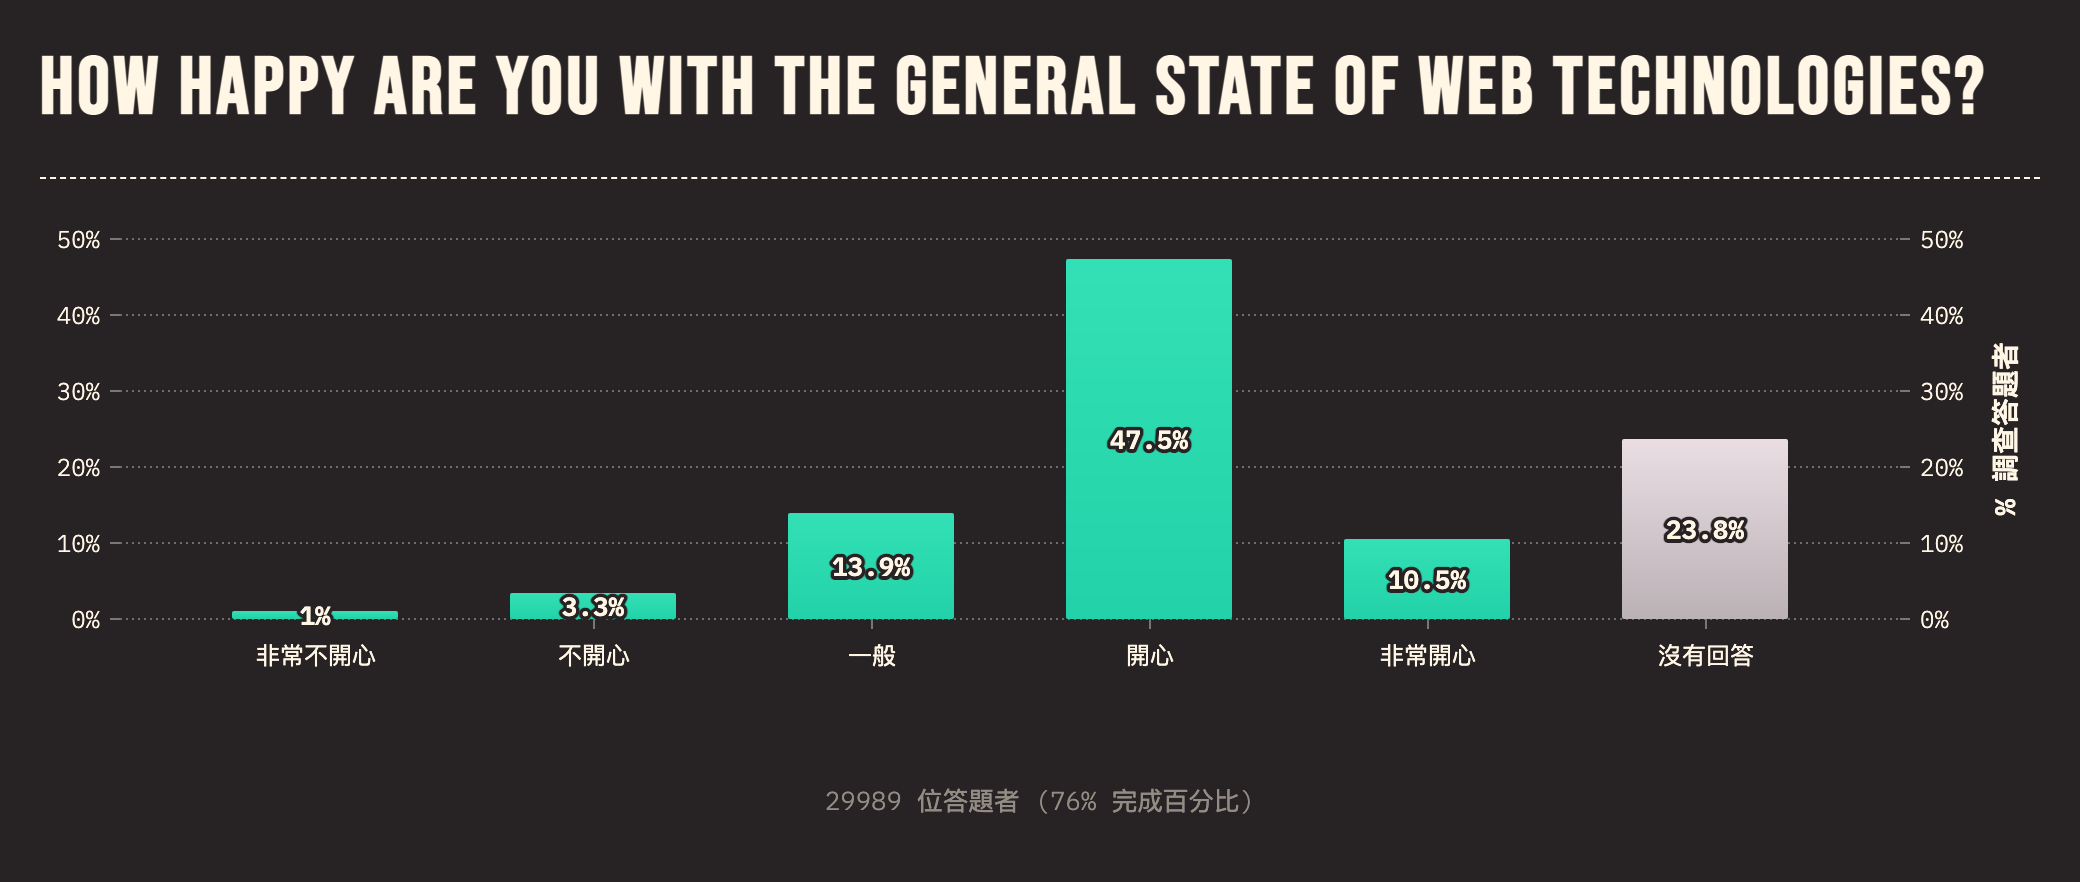 HOW HAPPY ARE YOU WITH THE GENERAL STATE OF WEB TECHNOLOGIES?
50% 50%
40% 40%
30% 30%
20% 20%
10% 10%
0% 0%
% 調查答題者
1% 3.3% 13.9% 47.5% 10.5% 23.8%
非常不開心 不開心 一般 開心 非常開心 沒有回答
29989 位答題者 (76% 完成百分比)